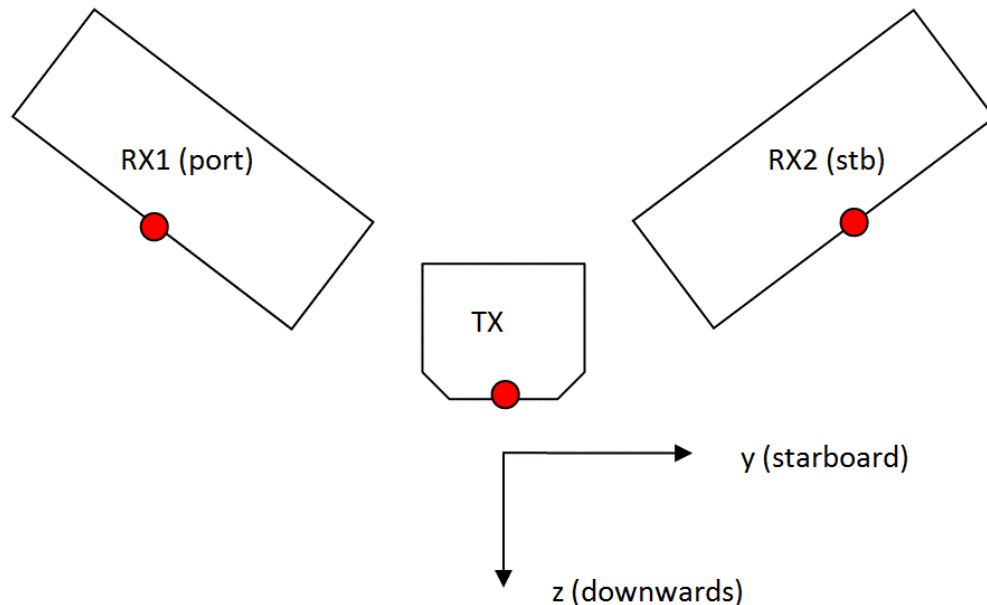 RX1 (port)
RX2 (stb)
TX
y (starboard)
z (downwards)